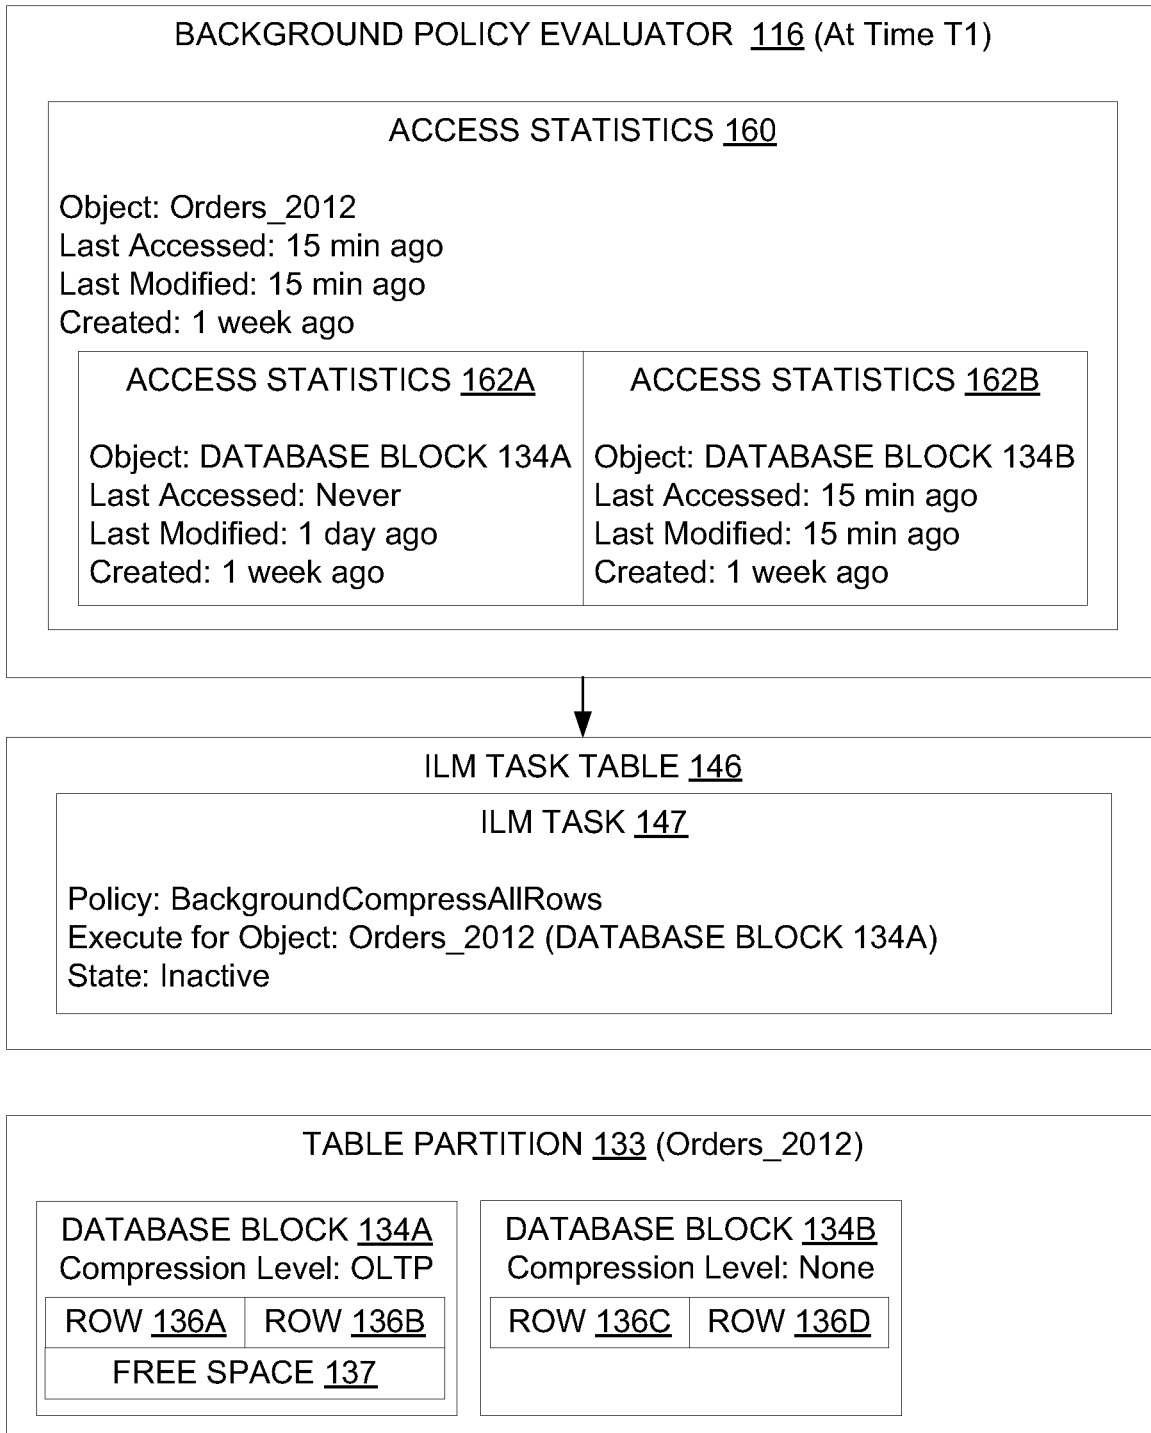 BACKGROUND POLICY EVALUATOR 116 (At Time T1)
ACCESS STATISTICS 160
Object: Orders_2012
Last Accessed: 15 min ago
Last Modified: 15 min ago
Created: 1 week ago
ACCESS STATISTICS 162A
Object: DATABASE BLOCK 134A
Last Accessed: Never
Last Modified: 1 day ago
Created: 1 week ago
ACCESS STATISTICS 162B
Object: DATABASE BLOCK 134B
Last Accessed: 15 min ago
Last Modified: 15 min ago
Created: 1 week ago
ILM TASK TABLE 146
ILM TASK 147
Policy: BackgroundCompressAllRows
Execute for Object: Orders_2012 (DATABASE BLOCK 134A)
State: Inactive
TABLE PARTITION 133 (Orders_2012)
DATABASE BLOCK 134A
Compression Level: OLTP
ROW 136A
ROW 136B
FREE SPACE 137
DATABASE BLOCK 134B
Compression Level: None
ROW 136C
ROW 136D